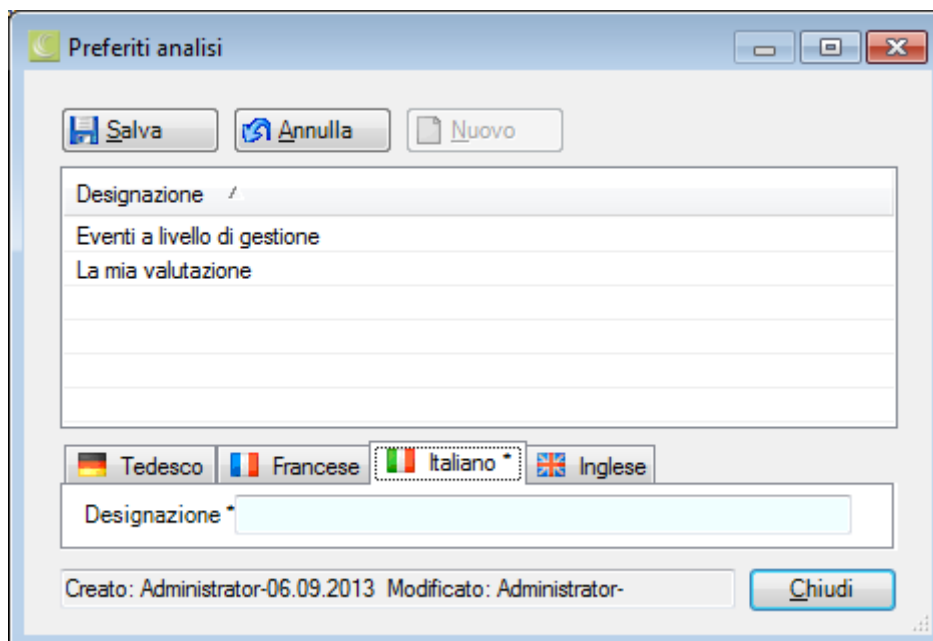 Preferiti analisi
Salva Annulla Nuovo
Designazione
Eventi a livello di gestione
La mia valutazione
Tedesco Francese Italiano * Inglese
Designazione *
Creato: Administrator-06.09.2013 Modificato: Administrator-
Chiudi